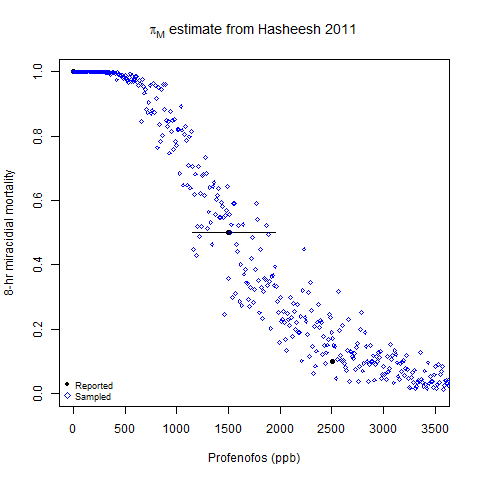 πM estimate from Hasheesh 2011
8-hr miracidial mortality
1.0
0.8
0.6
0.4
0.2
0.0
Reported
Sampled
0 500 1000 1500 2000 2500 3000 3500
Profenofos (ppb)